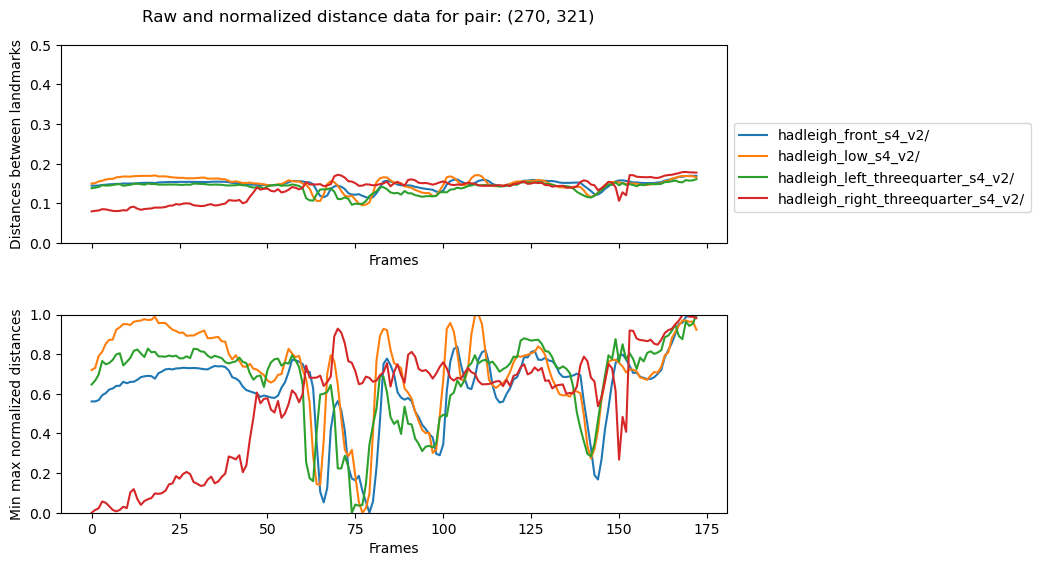 Raw and normalized distance data for pair: (270, 321)
Distances between landmarks
0.5
0.4
0.3
0.2
0.1
0.0
Frames
hadleigh_front_s4_v2/
hadleigh_low_s4_v2/
hadleigh_left_threequarter_s4_v2/
hadleigh_right_threequarter_s4_v2/
Min max normalized distances
1.0
0.8
0.6
0.4
0.2
0.0
0 25 50 75 100 125 150 175
Frames